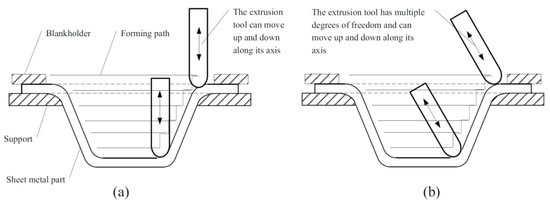 Blankholder
Forming path
The extrusion
tool can move
up and down
along its axis
Support
Sheet metal part
(a)
The extrusion tool has multiple
degrees of freedom and can
move up and down along its
axis
(b)